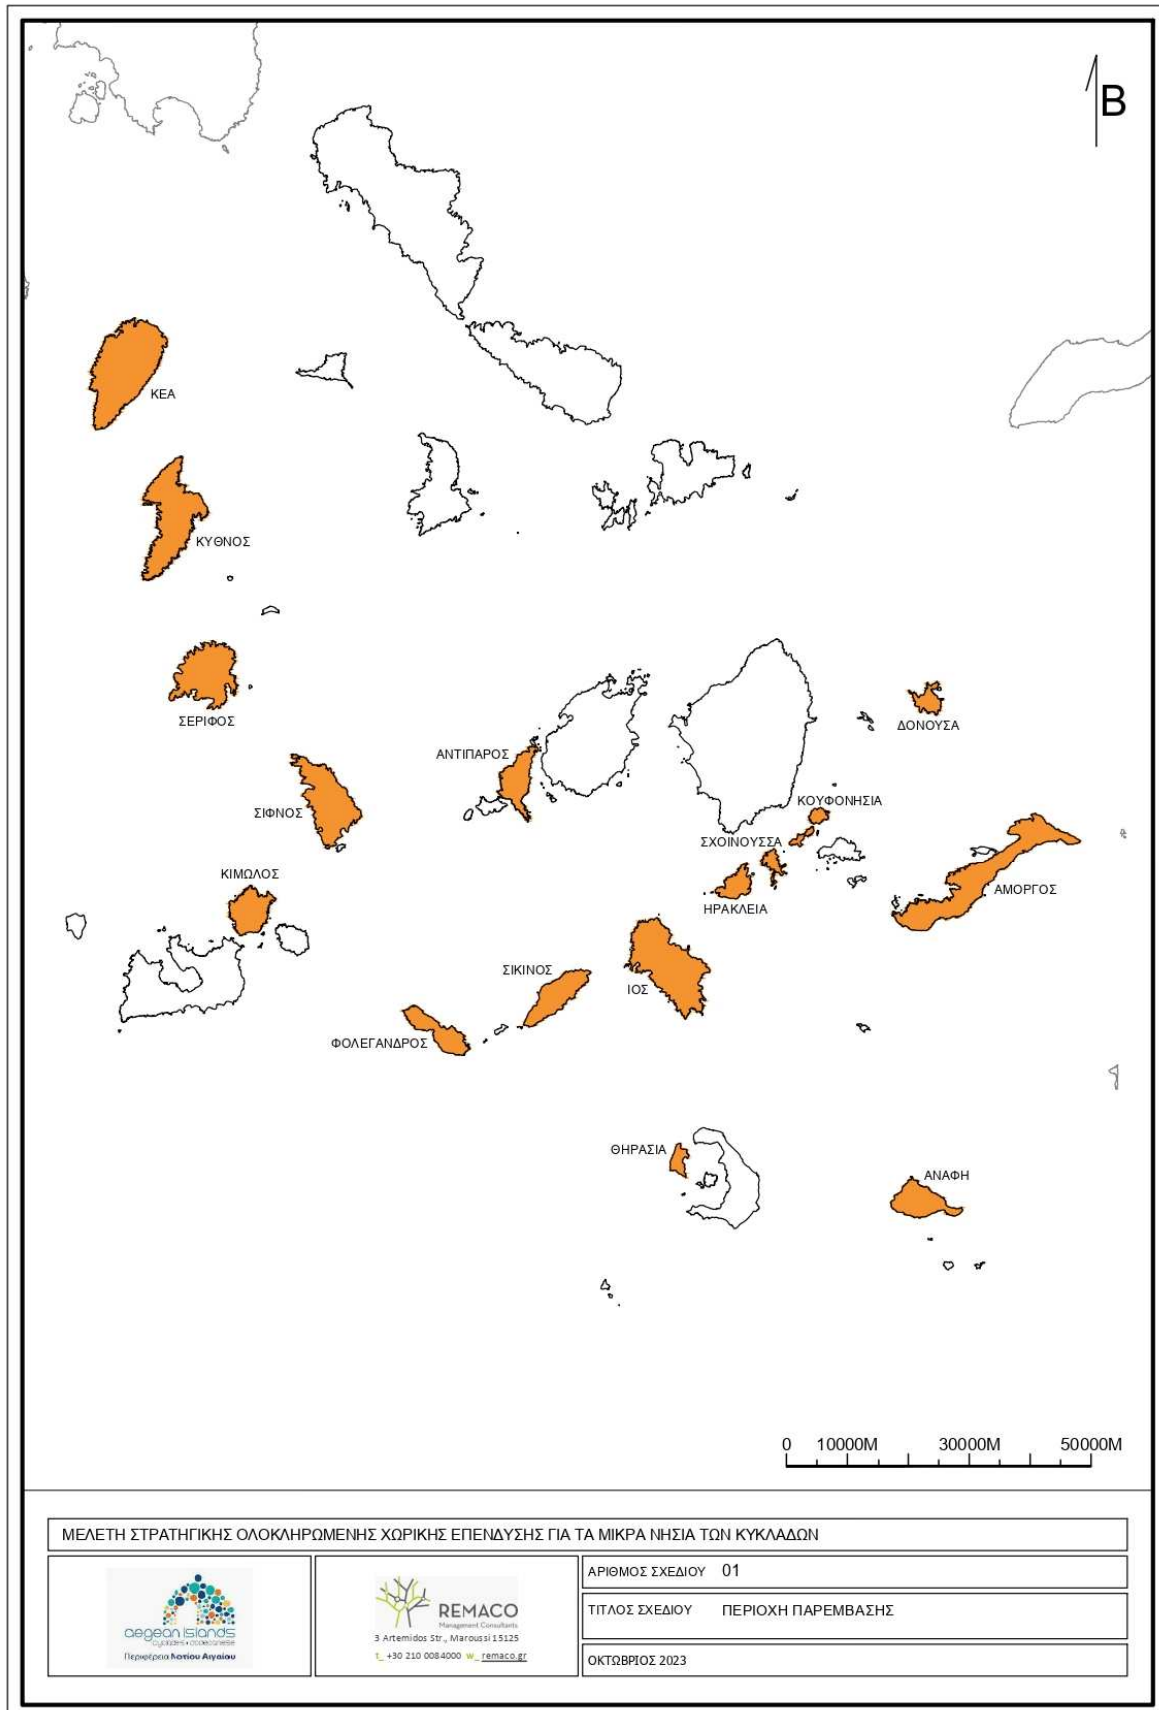 Β
ΚΕΑ
ΚΥΘΝΟΣ
ΣΕΡΙΦΟΣ
ΔΟΝΟΥΣΑ
ΑΝΤΙΠΑΡΟΣ
ΚΟΥΦΟΝΗΣΙΑ
ΣΙΦΝΟΣ
ΣΧΟΙΝΟΥΣΣΑ
ΚΙΜΩΛΟΣ
ΑΜΟΡΓΟΣ
ΗΡΑΚΛΕΙΑ
ΣΙΚΙΝΟΣ
ΙΟΣ
ΦΟΛΕΓΑΝΔΡΟΣ
ΘΗΡΑΣΙΑ
ΑΝΑΦΗ
0 10000M 30000M 50000M
ΜΕΛΕΤΗ ΣΤΡΑΤΗΓΙΚΗΣ ΟΛΟΚΛΗΡΩΜΕΝΗΣ ΧΩΡΙΚΗΣ ΕΠΕΝΔΥΣΗΣ ΓΙΑ ΤΑ ΜΙΚΡΑ ΝΗΣΙΑ ΤΩΝ ΚΥΚΛΑΔΩΝ
aegean islands
cyclades • dodecanese
Περιφέρεια Νοτίου Αιγαίου
REMACO
Management Consultants
3 Artemidos Str., Maroussi 15125
t_ +30 210 0084000 w_ remaco.gr
ΑΡΙΘΜΟΣ ΣΧΕΔΙΟΥ 01
ΤΙΤΛΟΣ ΣΧΕΔΙΟΥ ΠΕΡΙΟΧΗ ΠΑΡΕΜΒΑΣΗΣ
ΟΚΤΩΒΡΙΟΣ 2023